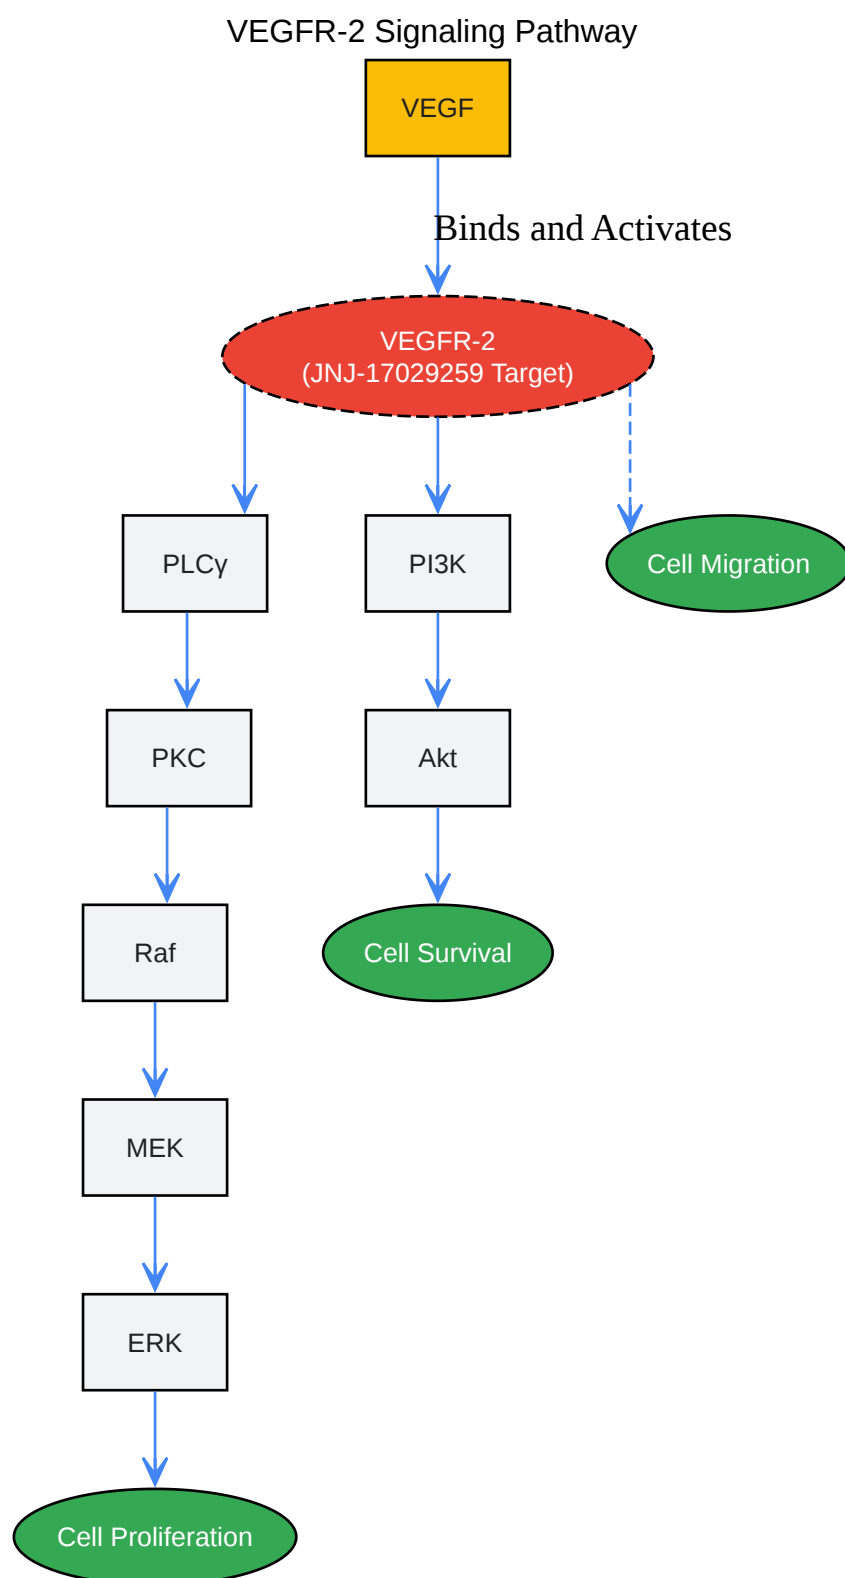 VEGFR-2 Signaling Pathway
VEGF
Binds and Activates
VEGFR-2
(JNJ-17029259 Target)
PLCγ
PI3K
Cell Migration
PKC
Akt
Raf
Cell Survival
MEK
ERK
Cell Proliferation